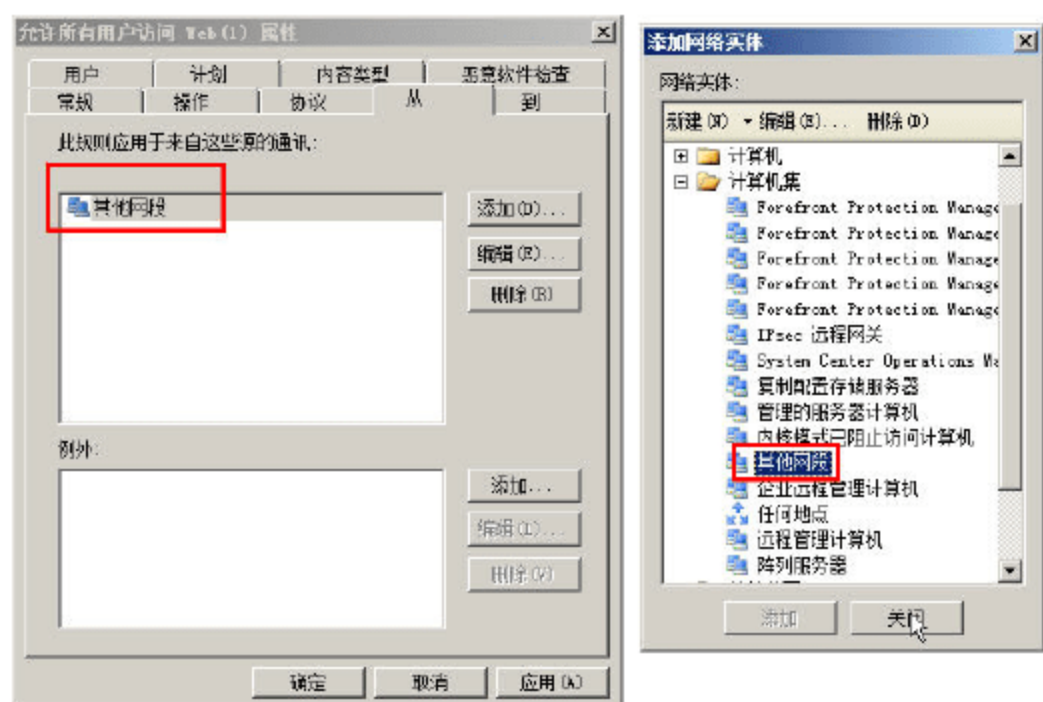 允许所有用户访问 Web(1) 属性
用户 计划 内容类型 恶意软件检查
常规 操作 协议 从 到
此规则应用于来自这些源的通讯:
其他网段
添加(D)...
编辑(E)...
删除(R)
例外:
添加...
编辑(L)...
删除(V)
确定 取消 应用(A)
添加网络实体
网络实体:
新建(N) 编辑(E)... 删除(D)
计算机
计算机集
Forefront Protection Manage
Forefront Protection Manage
Forefront Protection Manage
Forefront Protection Manage
Forefront Protection Manage
IPsec 远程网关
System Center Operations Ma
复制配置存储服务器
管理的服务器计算机
内核模式已阻止访问计算机
其他网段
企业远程管理计算机
任何地点
远程管理计算机
阵列服务器
添加 关闭